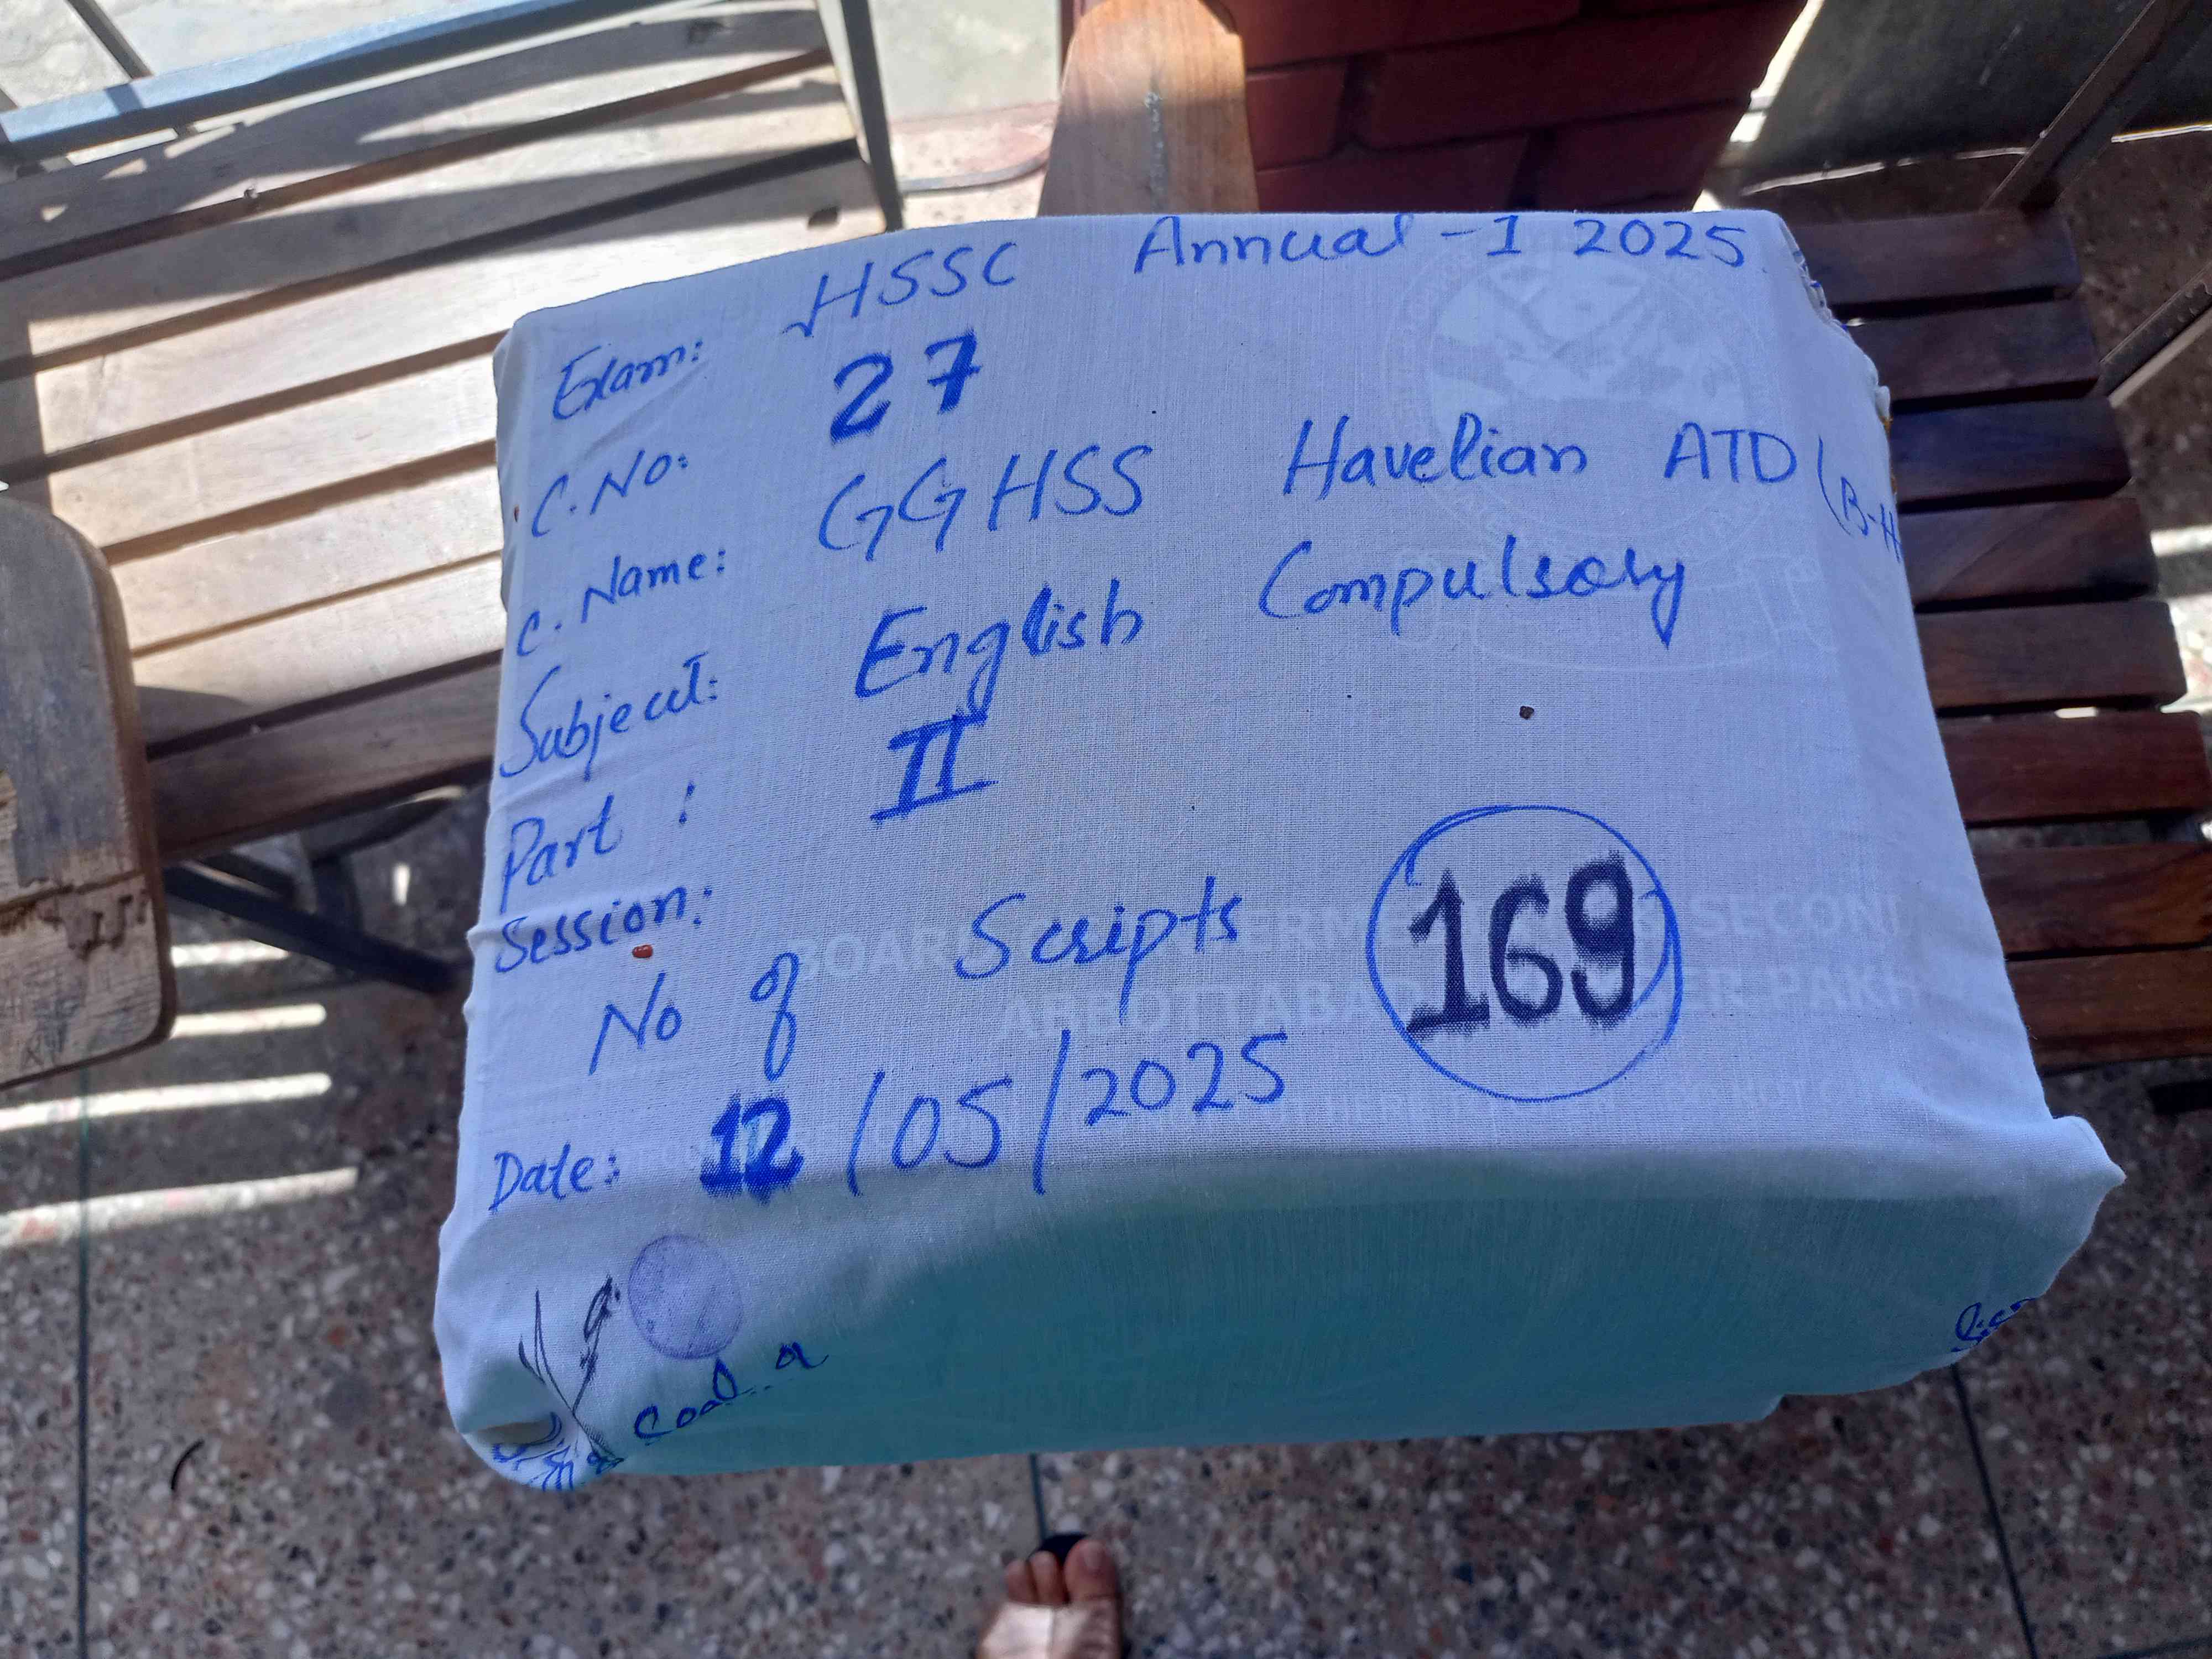 Exam: HSSC Annual-1 2025
C.No: 27
C. Name: GGHSS Havelian ATD (B-H
Subject: English Compulsory
Part: II
Session:
No of Scripts 169
Date: 12/05/2025